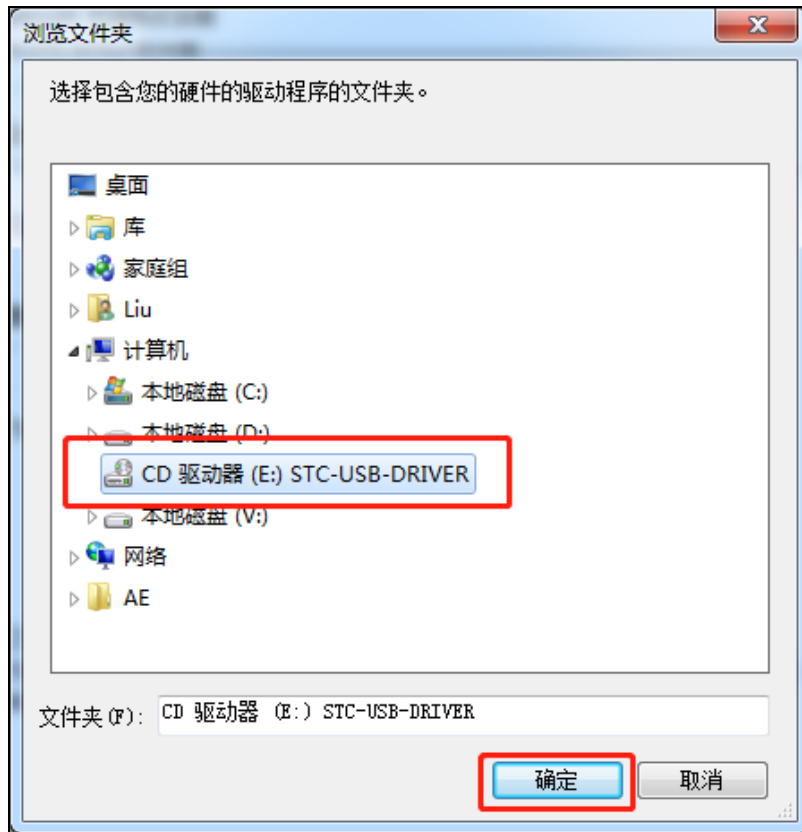 浏览文件夹
选择包含您的硬件的驱动程序的文件夹。
桌面
库
家庭组
Liu
计算机
本地磁盘 (C:)
本地磁盘 (D:)
CD 驱动器 (E:) STC-USB-DRIVER
本地磁盘 (V:)
网络
AE
文件夹(F): CD 驱动器 (E:) STC-USB-DRIVER
确定 取消